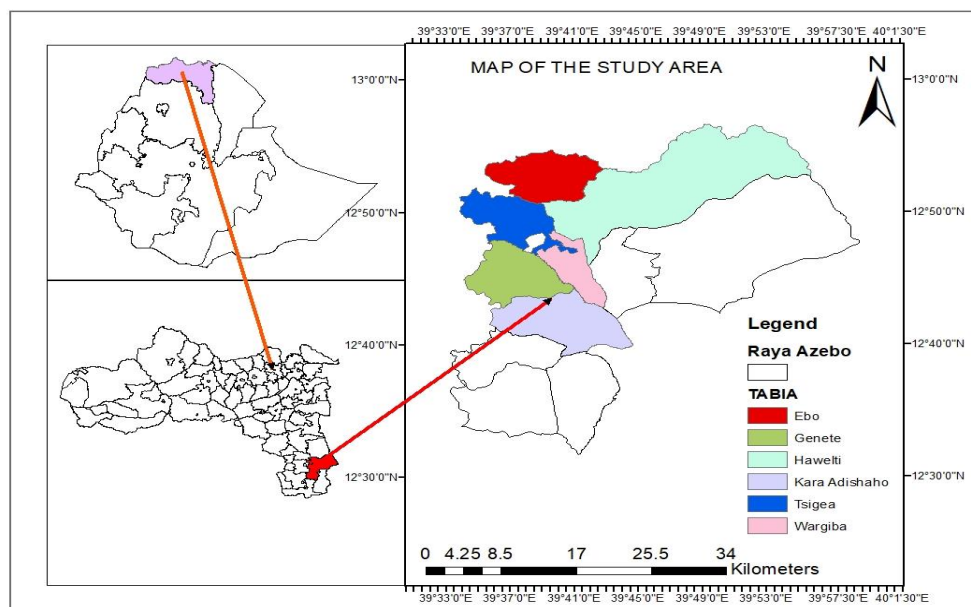 39°33'0"E 39°37'0"E 39°41'0"E 39°45'0"E 39°49'0"E 39°53'0"E 39°57'30"E 40°1'30"E
MAP OF THE STUDY AREA
N
13°0'0"N 13°0'0"N
12°50'0"N 12°50'0"N
12°40'0"N 12°40'0"N
12°30'0"N 12°30'0"N
Legend
Raya Azebo
TABIA
Ebo
Genete
Hawelti
Kara Adishaho
Tsigea
Wargiba
0 4.25 8.5 17 25.5 34
Kilometers
39°33'0"E 39°37'0"E 39°41'0"E 39°45'0"E 39°49'0"E 39°53'0"E 39°57'30"E 40°1'30"E